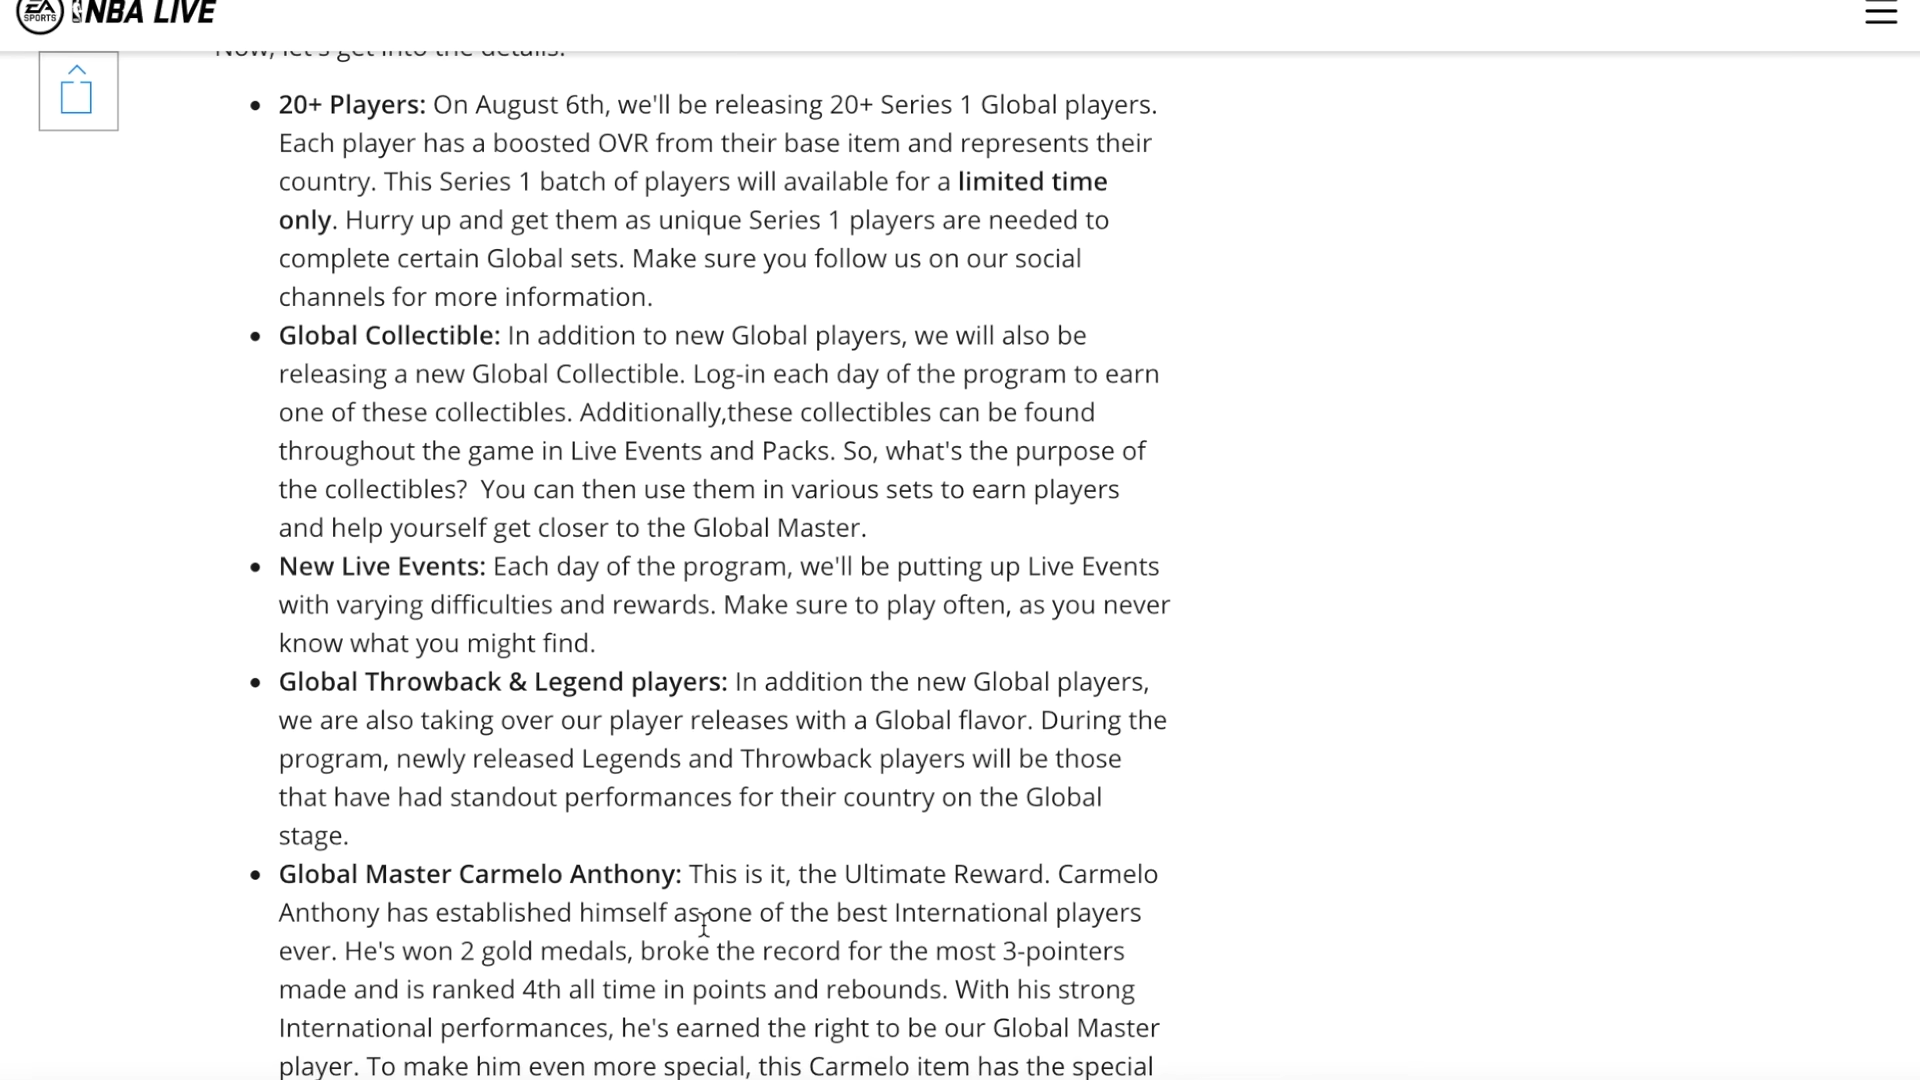 EA SPORTS NBA LIVE
Now, let's get into the details:
20+ Players: On August 6th, we'll be releasing 20+ Series 1 Global players.
Each player has a boosted OVR from their base item and represents their
country. This Series 1 batch of players will available for a limited time
only. Hurry up and get them as unique Series 1 players are needed to
complete certain Global sets. Make sure you follow us on our social
channels for more information.
Global Collectible: In addition to new Global players, we will also be
releasing a new Global Collectible. Log-in each day of the program to earn
one of these collectibles. Additionally,these collectibles can be found
throughout the game in Live Events and Packs. So, what's the purpose of
the collectibles?  You can then use them in various sets to earn players
and help yourself get closer to the Global Master.
New Live Events: Each day of the program, we'll be putting up Live Events
with varying difficulties and rewards. Make sure to play often, as you never
know what you might find.
Global Throwback & Legend players: In addition the new Global players,
we are also taking over our player releases with a Global flavor. During the
program, newly released Legends and Throwback players will be those
that have had standout performances for their country on the Global
stage.
Global Master Carmelo Anthony: This is it, the Ultimate Reward. Carmelo
Anthony has established himself as one of the best International players
ever. He's won 2 gold medals, broke the record for the most 3-pointers
made and is ranked 4th all time in points and rebounds. With his strong
International performances, he's earned the right to be our Global Master
player. To make him even more special, this Carmelo item has the special